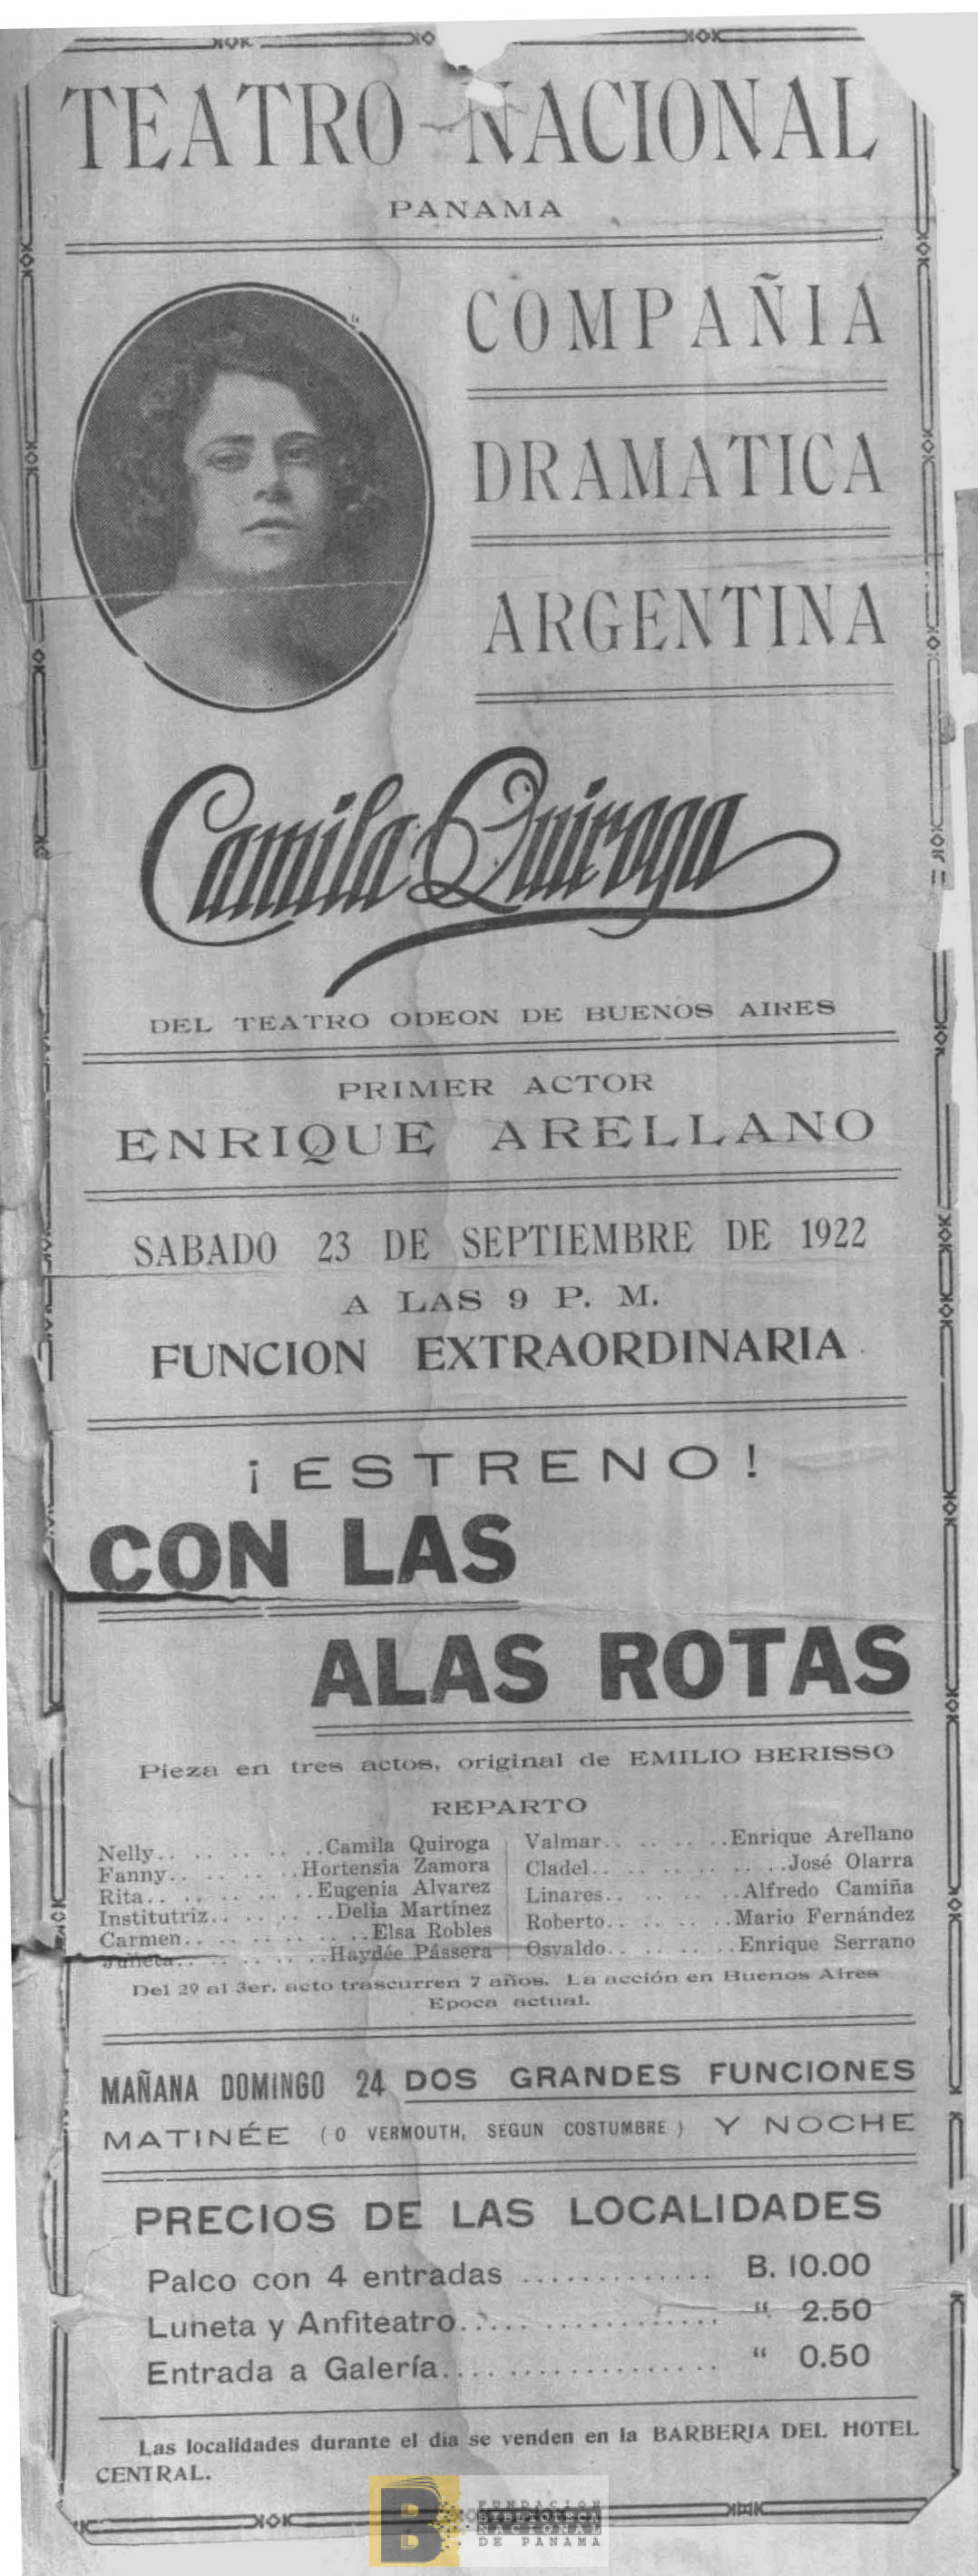 TEATRO NACIONAL
PANAMA
COMPAÑIA
DRAMATICA
ARGENTINA
Camila Quiroga
DEL TEATRO ODEON DE BUENOS AIRES
PRIMER ACTOR
ENRIQUE ARELLANO
SABADO 23 DE SEPTIEMBRE DE 1922
A LAS 9 P. M.
FUNCION EXTRAORDINARIA
¡ESTRENO!
CON LAS
ALAS ROTAS
Pieza en tres actos, original de EMILIO BERISSO
REPARTO
Nelly.. .. .. .. ..Camila Quiroga
Fanny.. .. .. .. ..Hortensia Zamora
Rita.. .. .. .. ..Eugenia Alvarez
Institutriz.. .. .. ..Delia Martínez
Carmen.. .. .. .. .. ..Elsa Robles
Julieta.. .. .. .. ..Haydée Pássera
Valmar.. .. .. .. ..Enrique Arellano
Cladel.. .. .. .. .. ..José Olarra
Linares.. .. .. .. ..Alfredo Camiña
Roberto.. .. .. .. ..Mario Fernández
Osvaldo.. .. .. .. ..Enrique Serrano
Del 2º al 3er. acto trascurren 7 años. La acción en Buenos Aires
Epoca actual.
MAÑANA DOMINGO 24 DOS GRANDES FUNCIONES
MATINÉE (O VERMOUTH, SEGUN COSTUMBRE) Y NOCHE
PRECIOS DE LAS LOCALIDADES
Palco con 4 entradas ............. B. 10.00
Luneta y Anfiteatro.................. “ 2.50
Entrada a Galería.................... “ 0.50
Las localidades durante el dia se venden en la BARBERIA DEL HOTEL
CENTRAL.
B
FUNDACION
BIBLIOTECA
NACIONAL
DE PANAMA